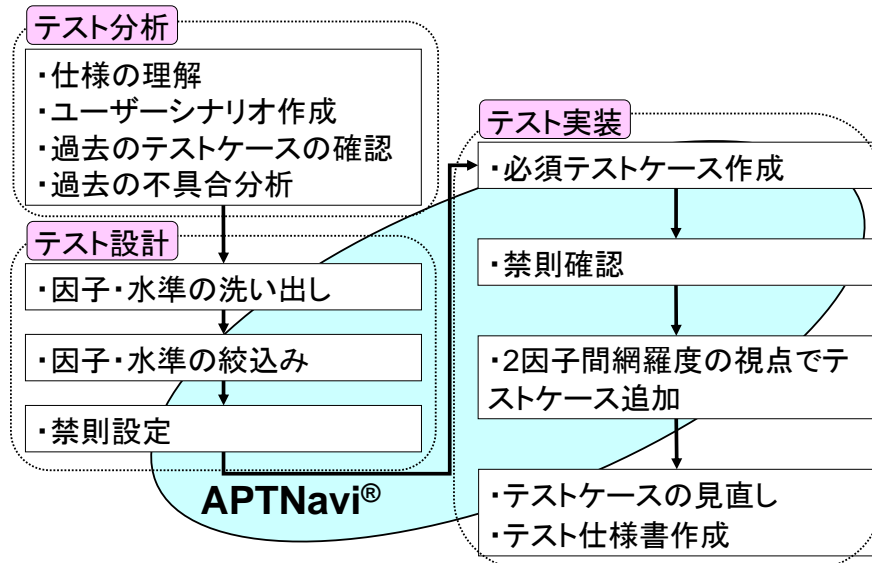 テスト分析
・仕様の理解
・ユーザーシナリオ作成
・過去のテストケースの確認
・過去の不具合分析
テスト設計
・因子・水準の洗い出し
・因子・水準の絞込み
・禁則設定
APTNavi®
テスト実装
・必須テストケース作成
・禁則確認
・2因子間網羅度の視点でテ
ストケース追加
・テストケースの見直し
・テスト仕様書作成